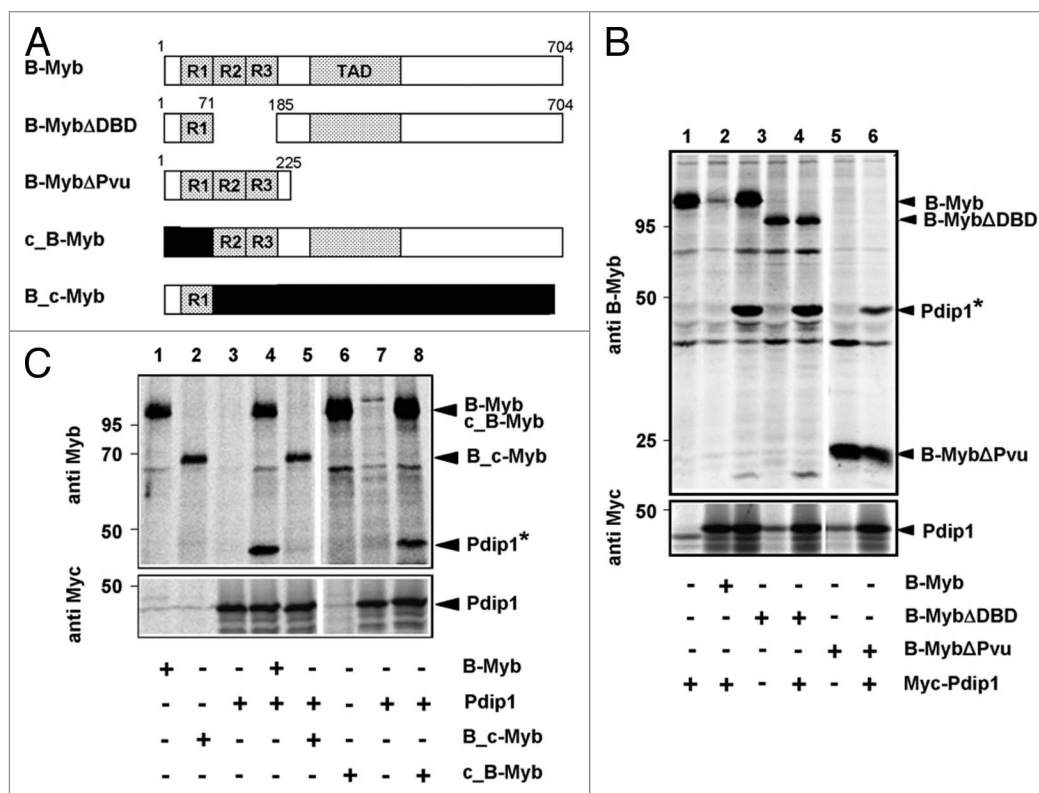 A
1 704
B-Myb R1 R2 R3 TAD
1 71 185 704
B-MybΔDBD R1
1 225
B-MybΔPvu R1 R2 R3
c_B-Myb R2 R3
B_c-Myb R1
B
1 2 3 4 5 6
anti B-Myb
95
50
25
B-Myb
B-MybΔDBD
Pdip1*
B-MybΔPvu
anti Myc
50
Pdip1
- + - - - - B-Myb
- - + + - - B-MybΔDBD
- - - - + + B-MybΔPvu
+ + - + - + Myc-Pdip1
C
1 2 3 4 5 6 7 8
anti Myb
95
70
50
B-Myb
c_B-Myb
B_c-Myb
Pdip1*
anti Myc
50
Pdip1
+ - - + - - - - B-Myb
- - + + + - + + Pdip1
- + - - + - - - B_c-Myb
- - - - - + - + c_B-Myb